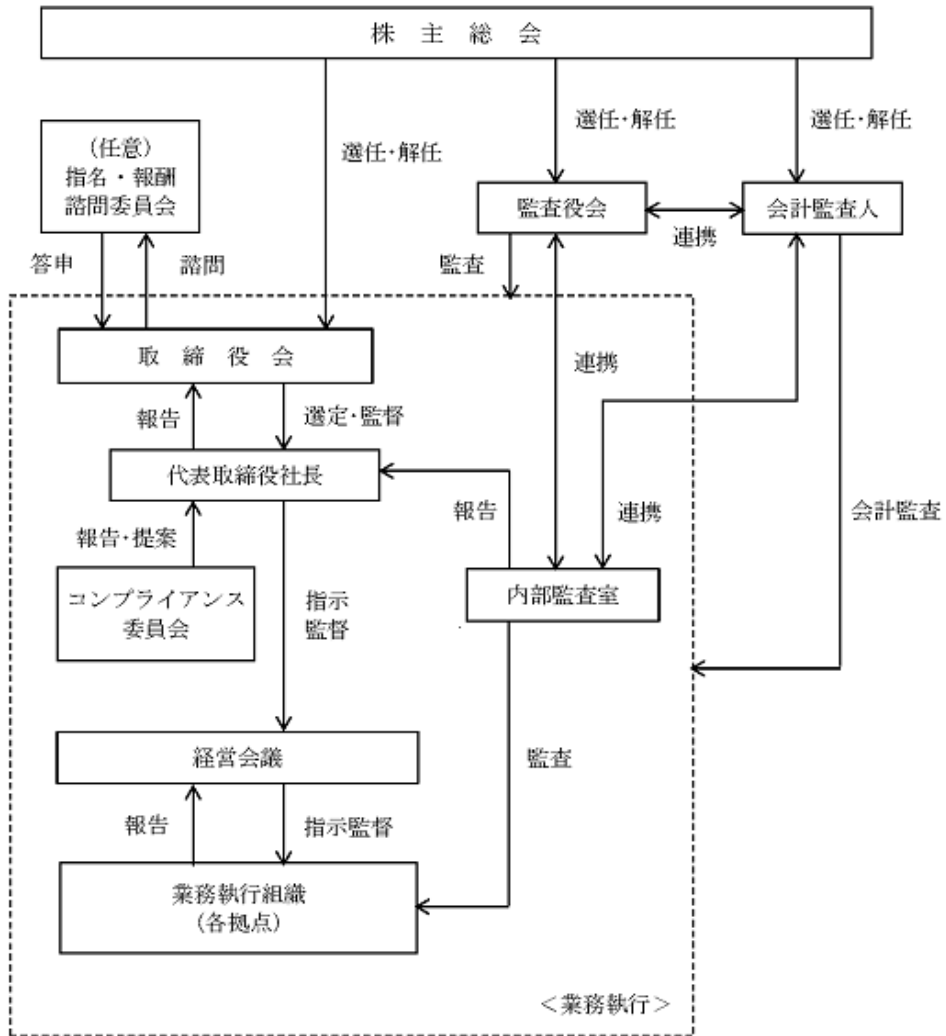 株 主 総 会
選任・解任
選任・解任
選任・解任
(任意)
指名・報酬
諮問委員会
監査役会
会計監査人
連携
答申
諮問
監査
取 締 役 会
連携
報告
選定・監督
代表取締役社長
報告
連携
会計監査
報告・提案
コンプライアンス
委員会
指示
監督
内部監査室
経営会議
監査
報告
指示監督
業務執行組織
(各拠点)
＜業務執行＞